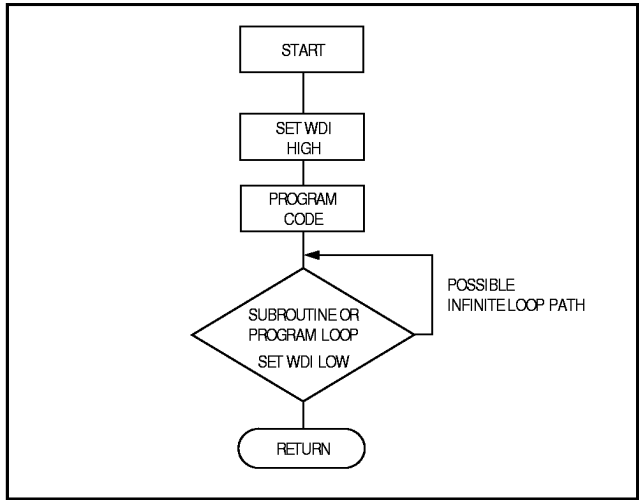 START
SET WDI
HIGH
PROGRAM
CODE
POSSIBLE
INFINITE LOOP PATH
SUBROUTINE OR
PROGRAM LOOP
SET WDI LOW
RETURN